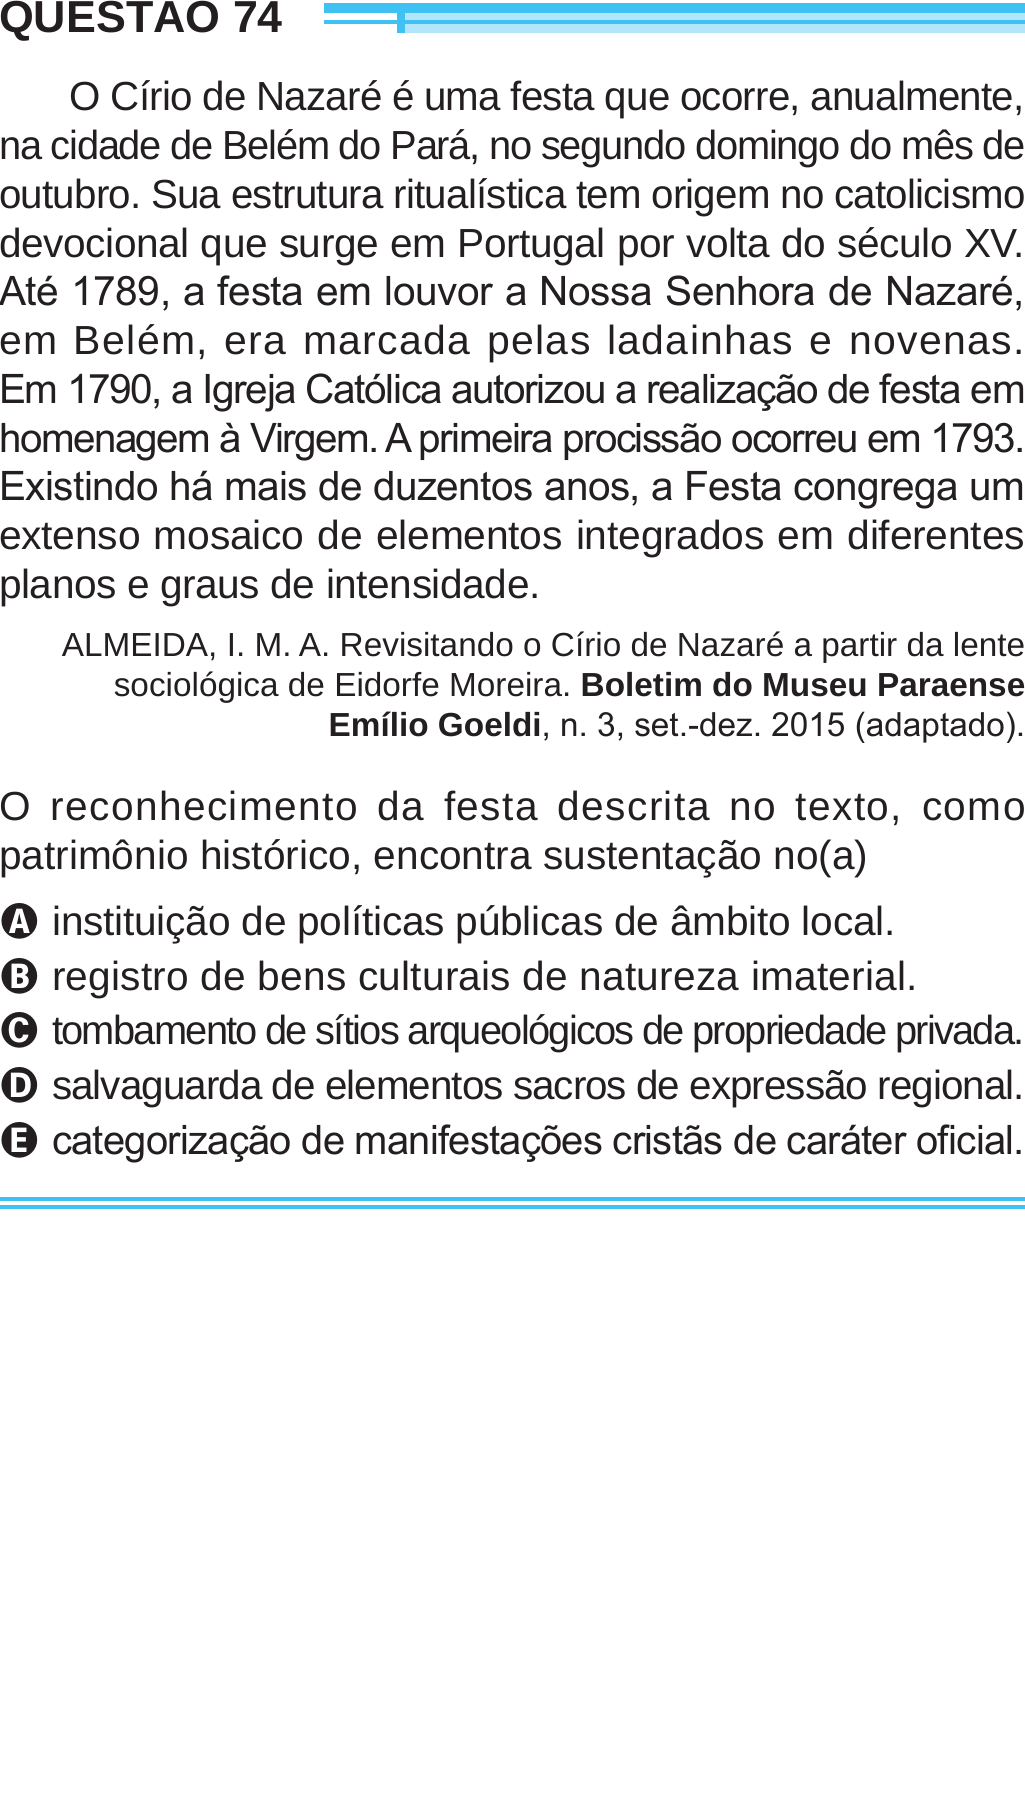 QUESTÃO 74
O Círio de Nazaré é uma festa que ocorre, anualmente,
na cidade de Belém do Pará, no segundo domingo do mês de
outubro. Sua estrutura ritualística tem origem no catolicismo
devocional que surge em Portugal por volta do século XV.
Até 1789, a festa em louvor a Nossa Senhora de Nazaré,
em Belém, era marcada pelas ladainhas e novenas.
Em 1790, a Igreja Católica autorizou a realização de festa em
homenagem à Virgem. A primeira procissão ocorreu em 1793.
Existindo há mais de duzentos anos, a Festa congrega um
extenso mosaico de elementos integrados em diferentes
planos e graus de intensidade.
ALMEIDA, I. M. A. Revisitando o Círio de Nazaré a partir da lente
sociológica de Eidorfe Moreira. Boletim do Museu Paraense
Emílio Goeldi, n. 3, set.-dez. 2015 (adaptado).
O reconhecimento da festa descrita no texto, como
patrimônio histórico, encontra sustentação no(a)
A instituição de políticas públicas de âmbito local.
B registro de bens culturais de natureza imaterial.
C tombamento de sítios arqueológicos de propriedade privada.
D salvaguarda de elementos sacros de expressão regional.
E categorização de manifestações cristãs de caráter oficial.